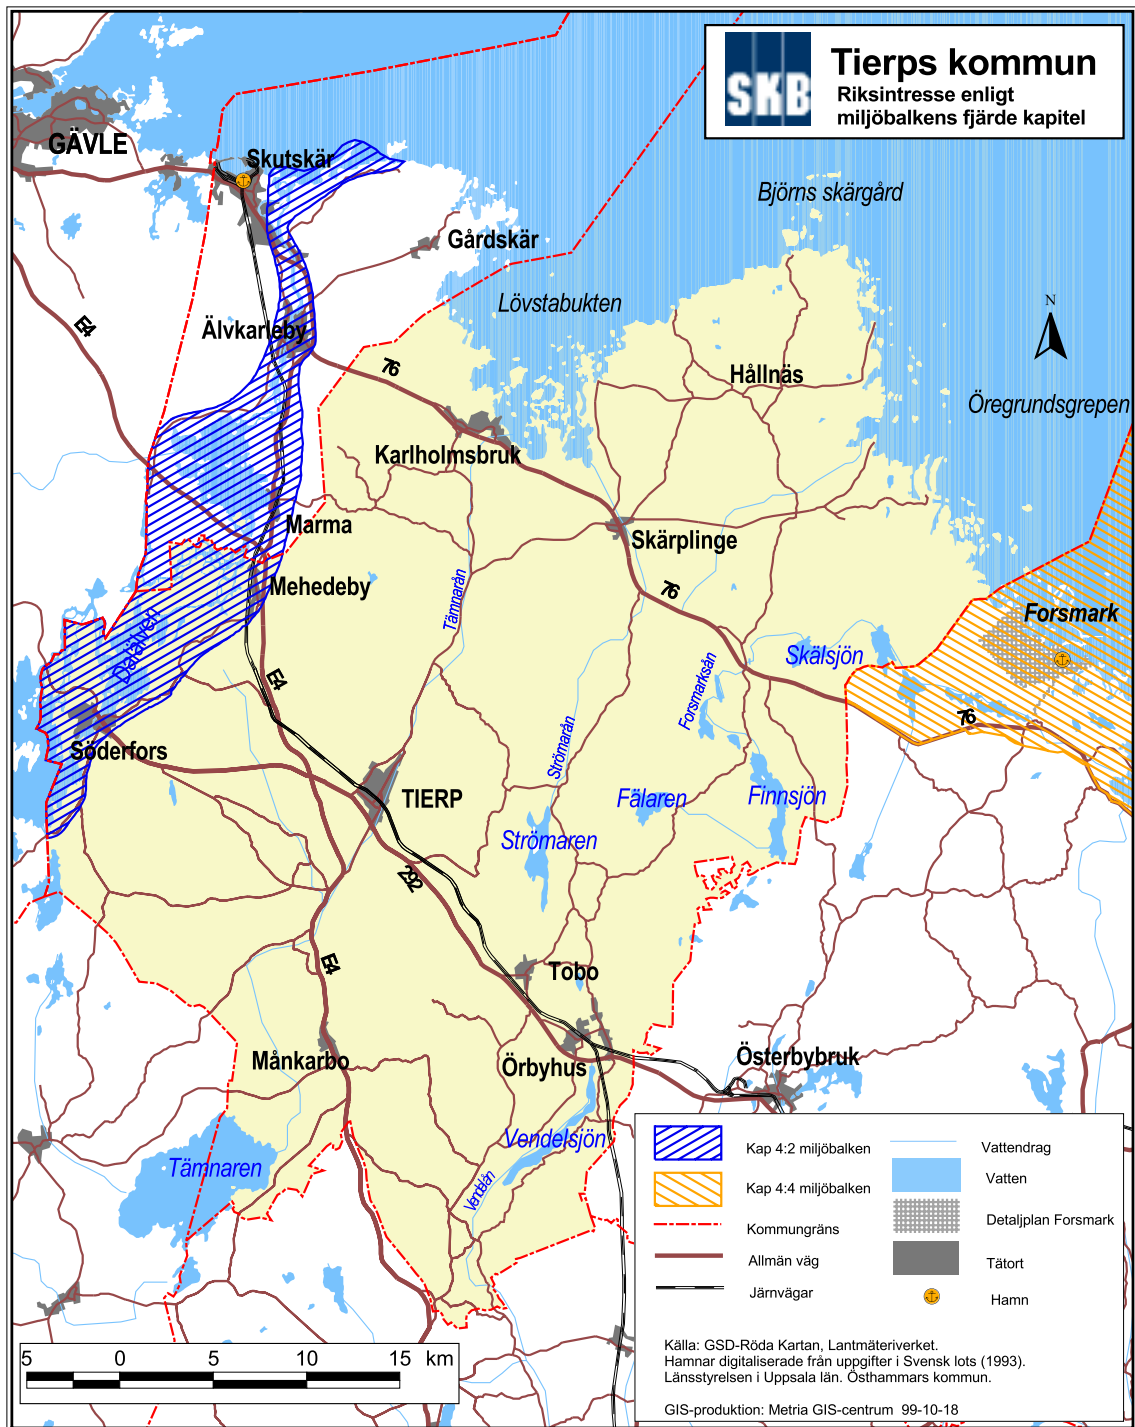 SKB
Tierps kommun
Riksintresse enligt
miljöbalkens fjärde kapitel
GÄVLE
Skutskär
Björns skärgård
Gårdskär
Lövstabukten
N
E4
Älvkarleby
76
Hållnäs
Öregrundsgrepen
Karlholmsbruk
Marma
Skärplinge
Mehedeby
Tämnarån
76
Forsmark
Dalälven
Skälsjön
E4
Forsmarksån
76
Strömarån
Söderfors
TIERP
Fälaren
Finnsjön
Strömaren
292
E4
Tobo
Månkarbo
Örbyhus
Österbybruk
Vendelsjön
Tämnaren
Vendelån
Kap 4:2 miljöbalken
Kap 4:4 miljöbalken
Kommungräns
Allmän väg
Järnvägar
Vattendrag
Vatten
Detaljplan Forsmark
Tätort
Hamn
5 0 5 10 15 km
Källa: GSD-Röda Kartan, Lantmäteriverket.
Hamnar digitaliserade från uppgifter i Svensk lots (1993).
Länsstyrelsen i Uppsala län. Östhammars kommun.
GIS-produktion: Metria GIS-centrum 99-10-18